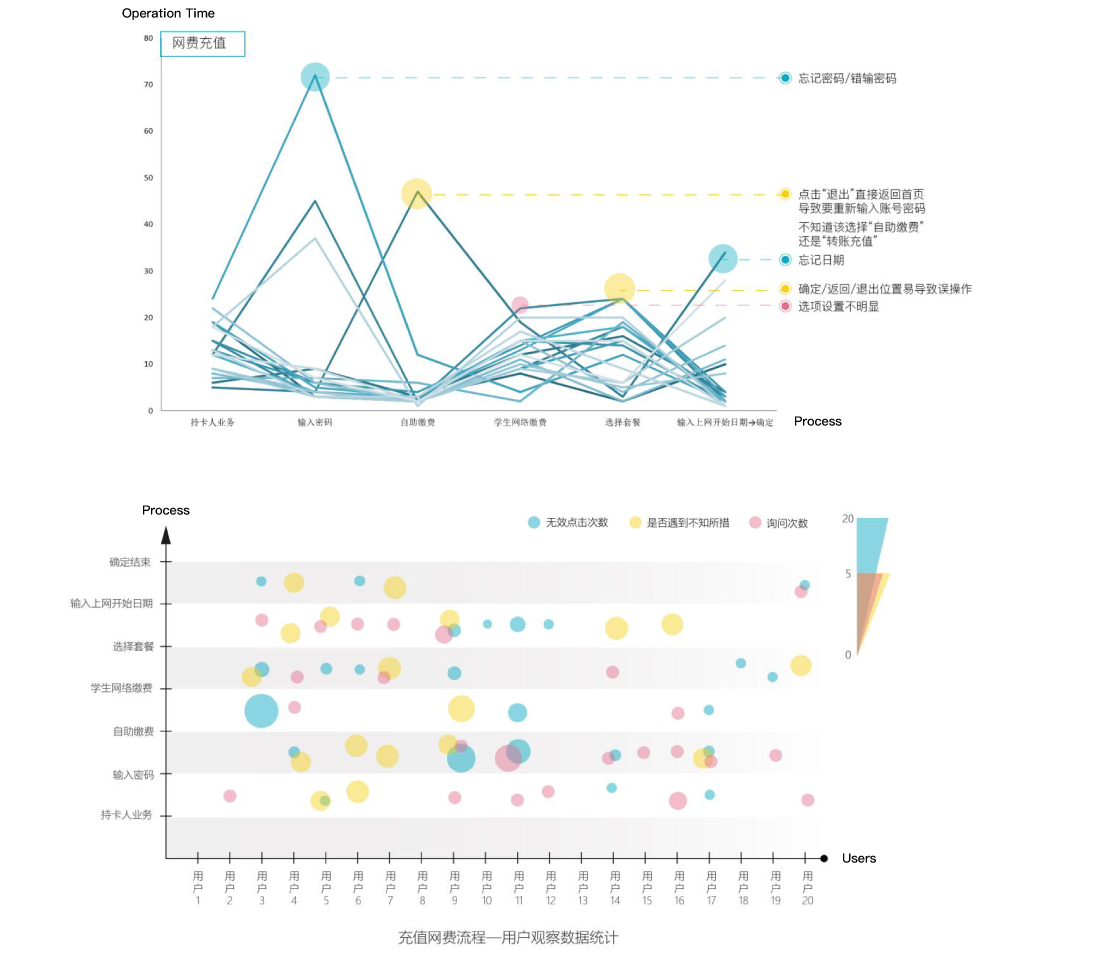 Operation Time
80
网费充值
70
忘记密码/错输密码
60
50
点击“退出”直接返回首页
导致要重新输入账号密码
40
不知道该选择“自助缴费”
还是“转账充值”
忘记日期
30
确定/返回/退出位置易导致误操作
选项设置不明显
20
10
0
持卡人业务 输入密码 自助缴费 学生网络缴费 选择套餐 输入上网开始日期→确定 Process
Process
无效点击次数 是否遇到不知所措 询问次数
20
5
0
确定结束
输入上网开始日期
选择套餐
学生网络缴费
自助缴费
输入密码
持卡人业务
Users
用户1 用户2 用户3 用户4 用户5 用户6 用户7 用户8 用户9 用户10 用户11 用户12 用户13 用户14 用户15 用户16 用户17 用户18 用户19 用户20
充值网费流程—用户观察数据统计